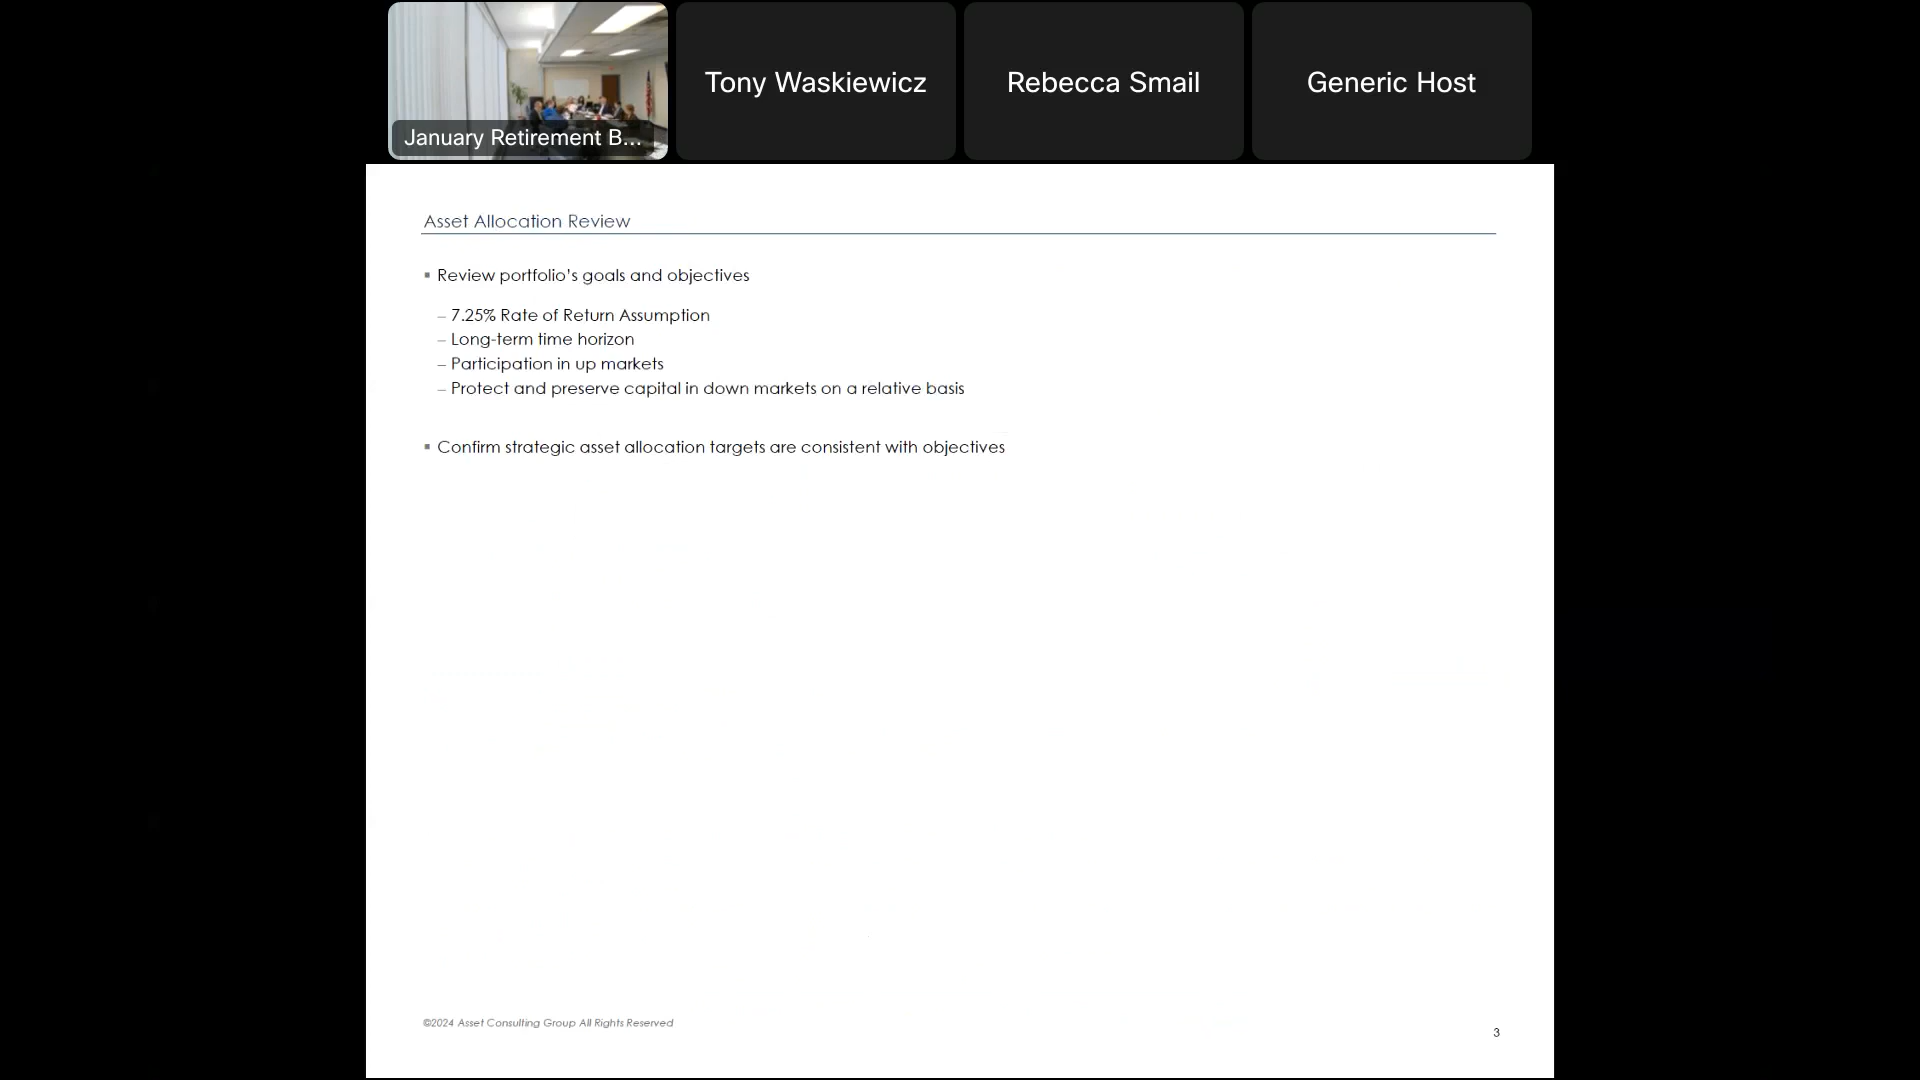 January Retirement B...
Tony Waskiewicz
Rebecca Smail
Generic Host
Asset Allocation Review
▪ Review portfolio's goals and objectives
– 7.25% Rate of Return Assumption
– Long-term time horizon
– Participation in up markets
– Protect and preserve capital in down markets on a relative basis
▪ Confirm strategic asset allocation targets are consistent with objectives
©2024 Asset Consulting Group All Rights Reserved
3